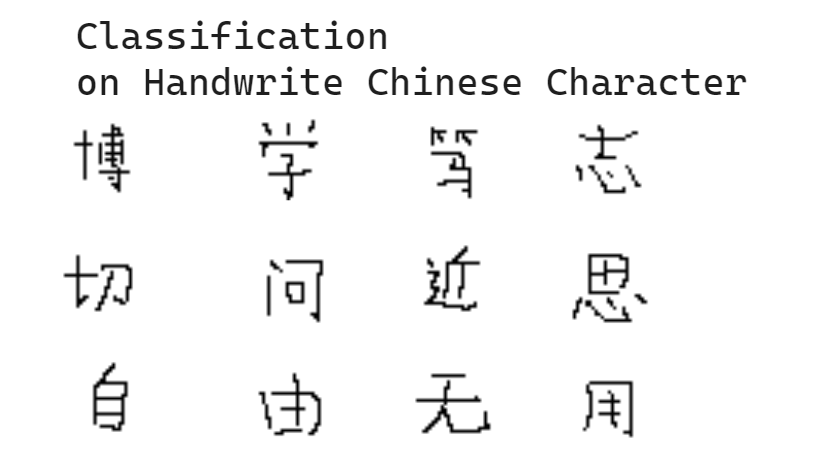 Classification
on Handwrite Chinese Character
博学笃志
切问近思
自由无用